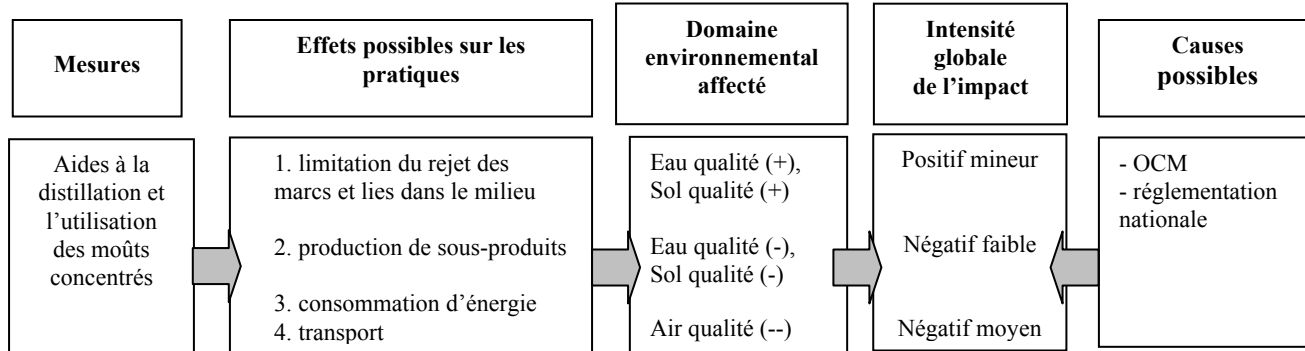 Mesures
Effets possibles sur les
pratiques
Domaine
environnemental
affecté
Intensité
globale
de l’impact
Causes
possibles
Aides à la
distillation et
l’utilisation
des moûts
concentrés
1. limitation du rejet des
marcs et lies dans le milieu
2. production de sous-produits
3. consommation d’énergie
4. transport
Eau qualité (+),
Sol qualité (+)
Eau qualité (-),
Sol qualité (-)
Air qualité (--)
Positif mineur
Négatif faible
Négatif moyen
- OCM
- réglementation
nationale